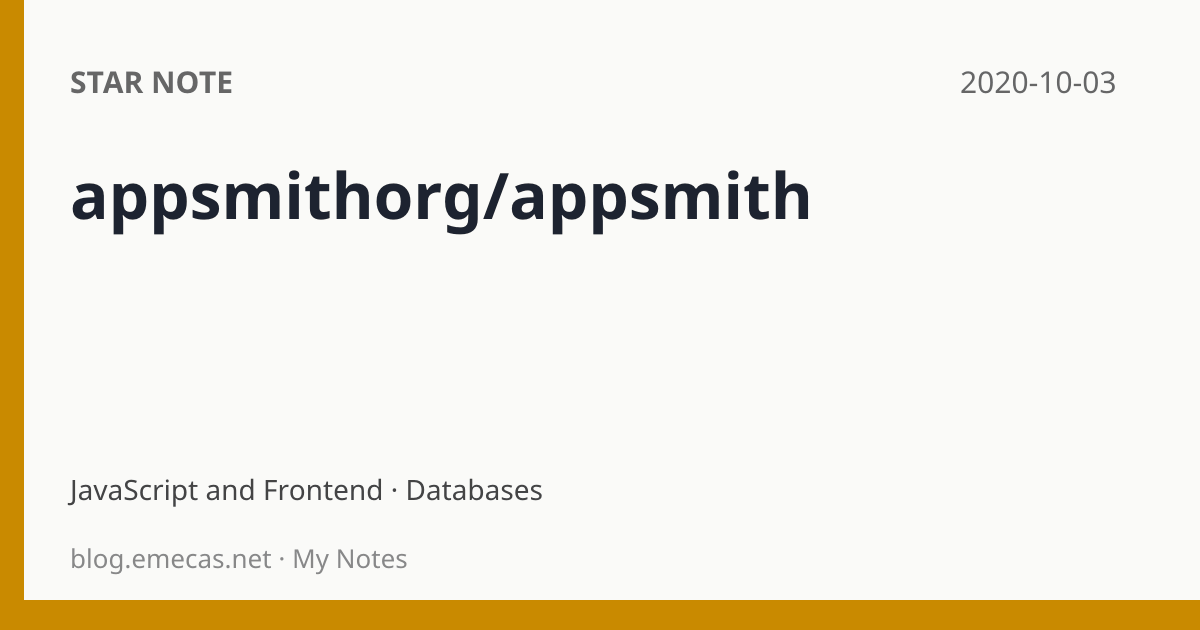 STAR NOTE 2020-10-03
appsmithorg/appsmith
JavaScript and Frontend · Databases
blog.emecas.net · My Notes